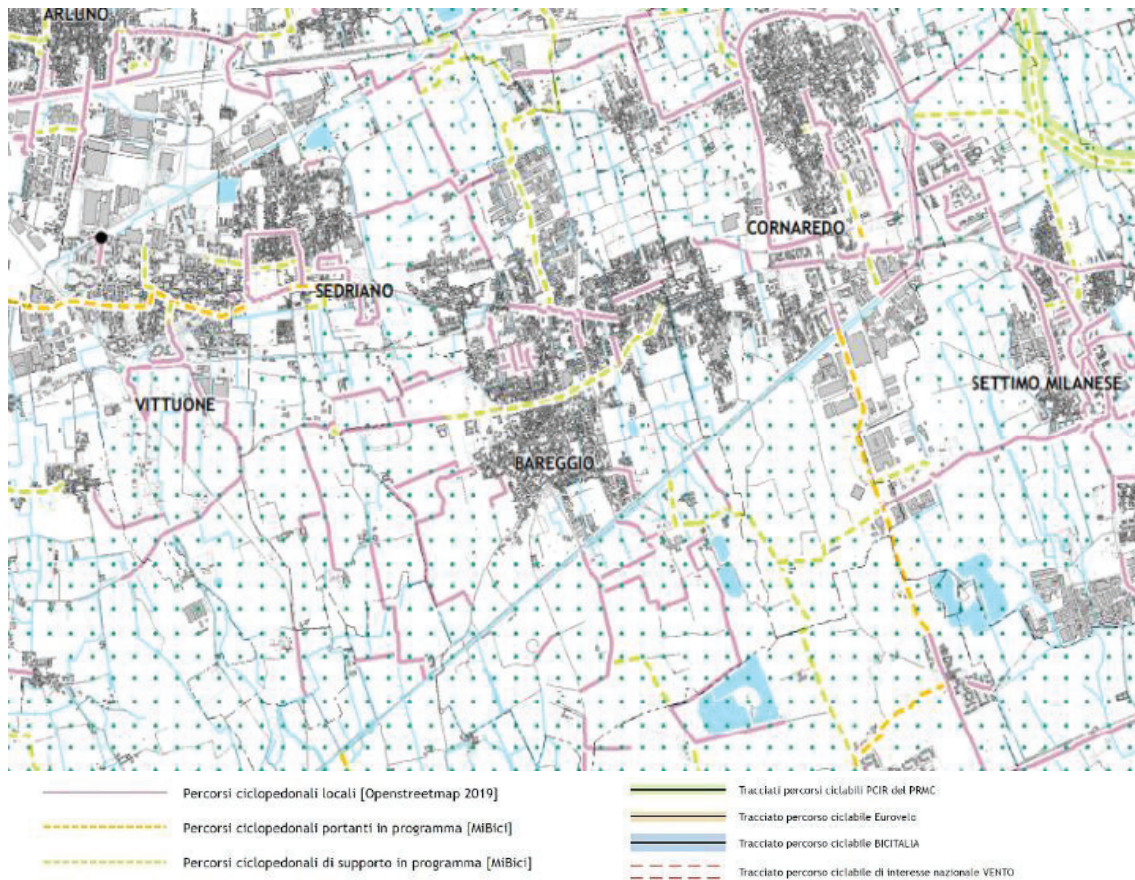 ARLUNO
CORNAREDO
SEDRIANO
SETTIMO MILANESE
VITTUONE
BAREGGIO
Percorsi ciclopedonali locali [Openstreetmap 2019]
Percorsi ciclopedonali portanti in programma [MiBici]
Percorsi ciclopedonali di supporto in programma [MiBici]
Tracciati percorsi ciclabili PCIR del PRMC
Tracciato percorso ciclabile Eurovelo
Tracciato percorso ciclabile BICITALIA
Tracciato percorso ciclabile di interesse nazionale VENTO